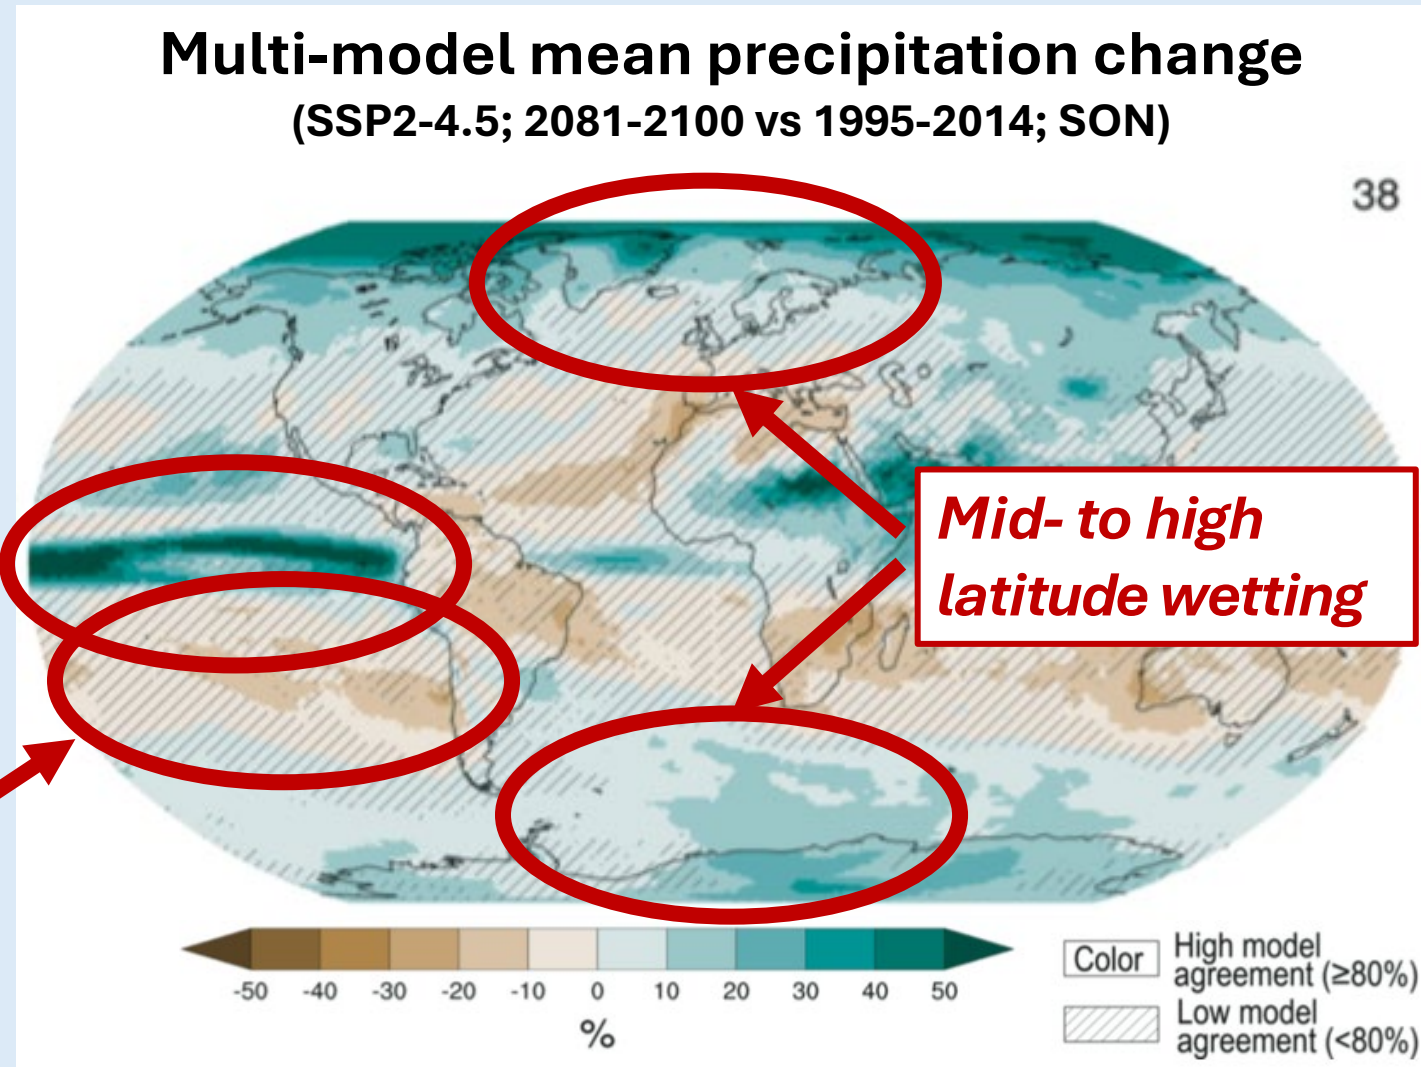 Multi-model mean precipitation change
(SSP2-4.5; 2081-2100 vs 1995-2014; SON)
38
Mid- to high
latitude wetting
-50 -40 -30 -20 -10 0 10 20 30 40 50
%
Color
High model
agreement (≥80%)
Low model
agreement (<80%)